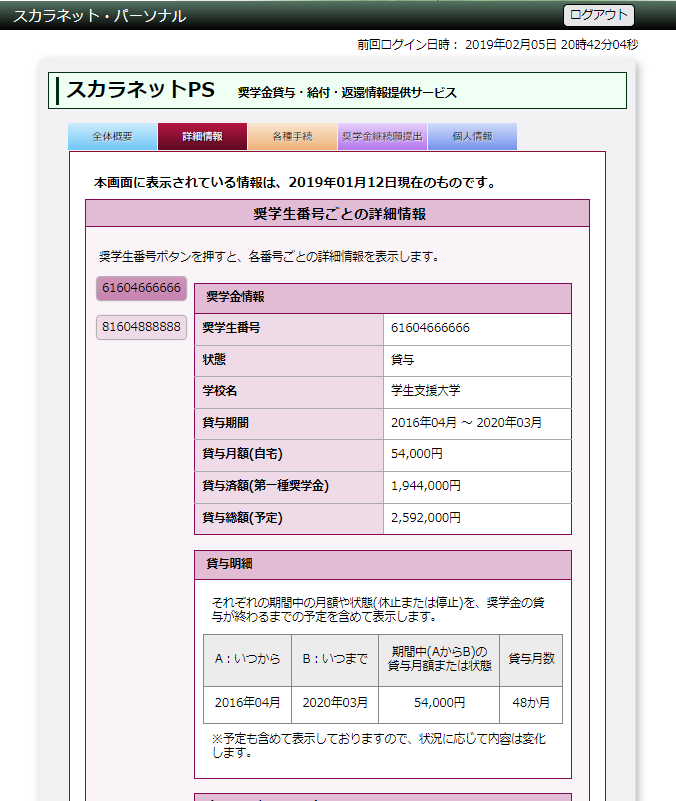 スカラネット・パーソナル
ログアウト
前回ログイン日時： 2019年02月05日 20時42分04秒
スカラネットPS 奨学金貸与・給付・返還情報提供サービス
全体概要 詳細情報 各種手続 奨学金継続願提出 個人情報
本画面に表示されている情報は、2019年01月12日現在のものです。
奨学生番号ごとの詳細情報
奨学生番号ボタンを押すと、各番号ごとの詳細情報を表示します。
61604666666
81604888888
奨学金情報
奨学生番号 61604666666
状態 貸与
学校名 学生支援大学
貸与期間 2016年04月 ～ 2020年03月
貸与月額(自宅) 54,000円
貸与済額(第一種奨学金) 1,944,000円
貸与総額(予定) 2,592,000円
貸与明細
それぞれの期間中の月額や状態(休止または停止)を、奨学金の貸
与が終わるまでの予定を含めて表示します。
A：いつから B：いつまで 期間中(AからB)の
貸与月額または状態 貸与月数
2016年04月 2020年03月 54,000円 48か月
※予定も含めて表示しておりますので、状況に応じて内容は変化
します。